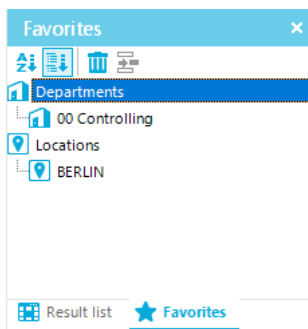 Favorites
Departments
00 Controlling
Locations
BERLIN
Result list Favorites